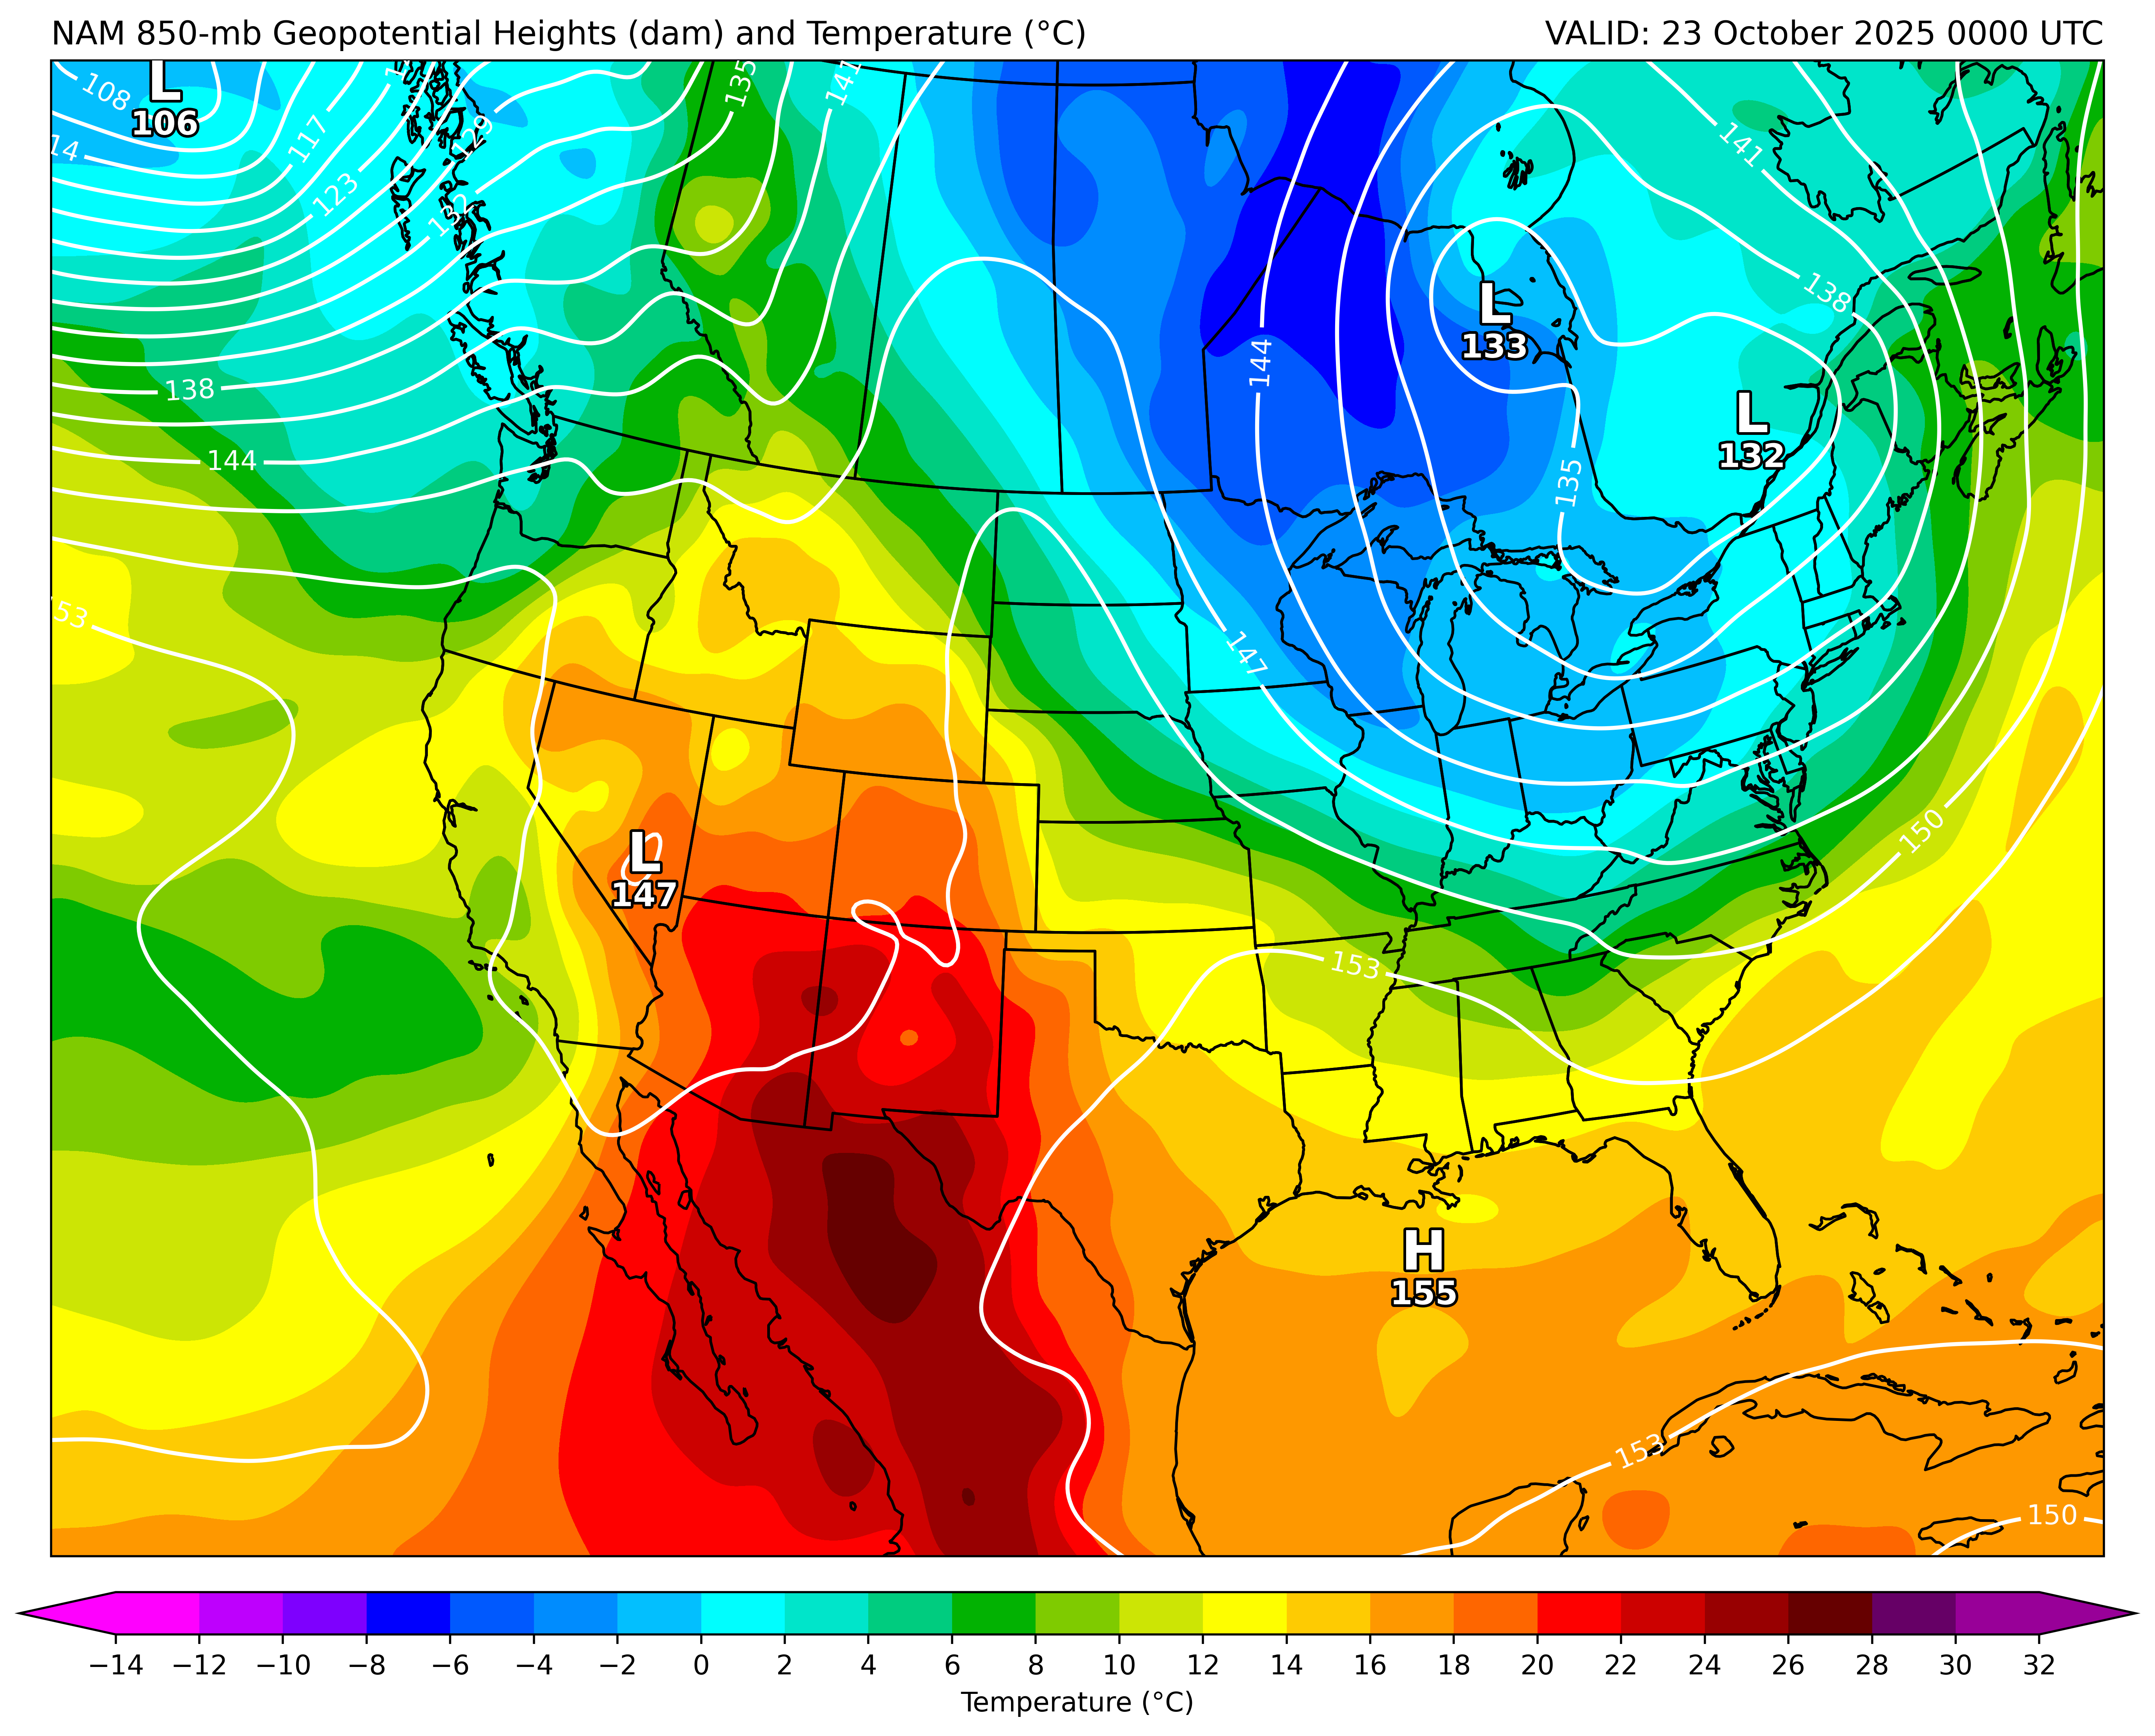 NAM 850-mb Geopotential Heights (dam) and Temperature (°C)
VALID: 23 October 2025 0000 UTC
L
106
108
14
117
123
129
132
135
141
141
138
138
144
144
L
133
L
132
135
147
153
L
147
150
153
H
155
153
150
−14 −12 −10 −8 −6 −4 −2 0 2 4 6 8 10 12 14 16 18 20 22 24 26 28 30 32
Temperature (°C)